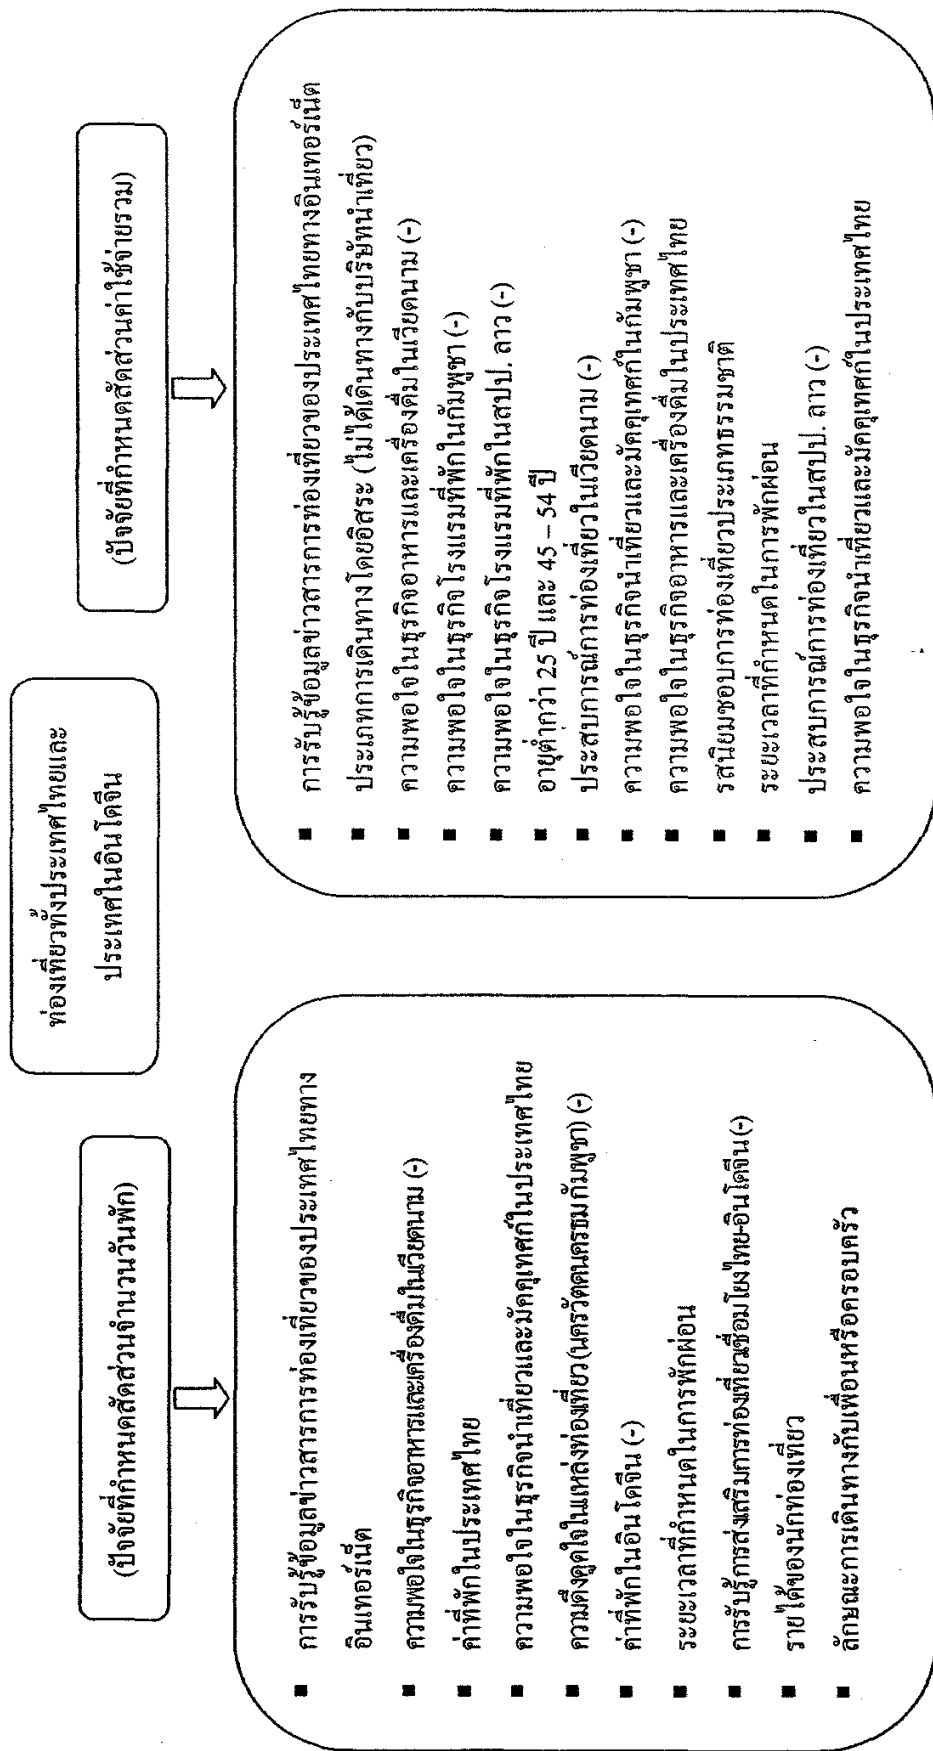 ท่องเที่ยวทั้งประเทศไทยและ
ประเทศในอินโดจีน
(ปัจจัยที่กำหนดสัดส่วนจำนวนวันพัก)
■ การรับรู้ข้อมูลข่าวสารการท่องเที่ยวของประเทศไทยทาง
อินเทอร์เน็ต
■ ความพอใจในธุรกิจอาหารและเครื่องดื่มในเวียดนาม (-)
■ ค่าที่พักในประเทศไทย
■ ความพอใจในธุรกิจนำเที่ยวและมัคคุเทศก์ในประเทศไทย
■ ความดึงดูดใจในแหล่งท่องเที่ยว(นครวัดนครธมกัมพูชา) (-)
■ ค่าที่พักในอินโดจีน (-)
■ ระยะเวลาที่กำหนดในการพักผ่อน
■ การรับรู้การส่งเสริมการท่องเที่ยวเชื่อมโยงไทย-อินโดจีน(-)
■ รายได้ของนักท่องเที่ยว
■ ลักษณะการเดินทางกับเพื่อนหรือครอบครัว
(ปัจจัยที่กำหนดสัดส่วนค่าใช้จ่ายรวม)
■ การรับรู้ข้อมูลข่าวสารการท่องเที่ยวของประเทศไทยทางอินเทอร์เน็ต
■ ประเภทการเดินทางโดยอิสระ (ไม่ได้เดินทางกับบริษัทนำเที่ยว)
■ ความพอใจในธุรกิจอาหารและเครื่องดื่มในเวียดนาม (-)
■ ความพอใจในธุรกิจโรงแรมที่พักในกัมพูชา (-)
■ ความพอใจในธุรกิจโรงแรมที่พักในสปป. ลาว (-)
■ อายุต่ำกว่า 25 ปี และ 45 – 54 ปี
■ ประสบการณ์การท่องเที่ยวในเวียดนาม (-)
■ ความพอใจในธุรกิจนำเที่ยวและมัคคุเทศก์ในกัมพูชา (-)
■ ความพอใจในธุรกิจอาหารและเครื่องดื่มในประเทศไทย
■ รสนิยมชอบการท่องเที่ยวประเภทธรรมชาติ
■ ระยะเวลาที่กำหนดในการพักผ่อน
■ ประสบการณ์การท่องเที่ยวในสปป. ลาว (-)
■ ความพอใจในธุรกิจนำเที่ยวและมัคคุเทศก์ในประเทศไทย